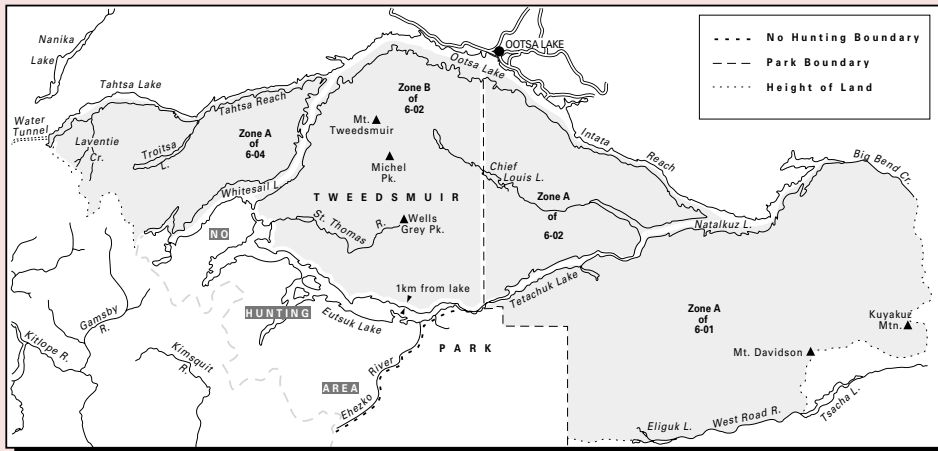 Nanika
Lake
Tahtsa Lake
Water
Tunnel
Laventie
Cr.
Tahtsa Reach
Troitsa
L.
Zone A
of
6-04
Whitesail L.
Zone B
of
6-02
Mt.
Tweedsmuir
Michel
Pk.
TWEEDSMUIR
St. Thomas R.
Wells
Grey Pk.
OOTSA LAKE
Ootsa Lake
Intata Reach
Chief
Louis L.
Zone A
of
6-02
No Hunting Boundary
Park Boundary
Height of Land
Big Bend Cr.
Natalkuz L.
Tetachuk Lake
1km from lake
Eutsuk Lake
NO
HUNTING
AREA
PARK
Ehezko River
Gamsby
R.
Kitlope R.
Kimsquit
R.
Zone A
of
6-01
Kuyakuz
Mtn.
Mt. Davidson
Tsacha L.
West Road R.
Eliguk L.